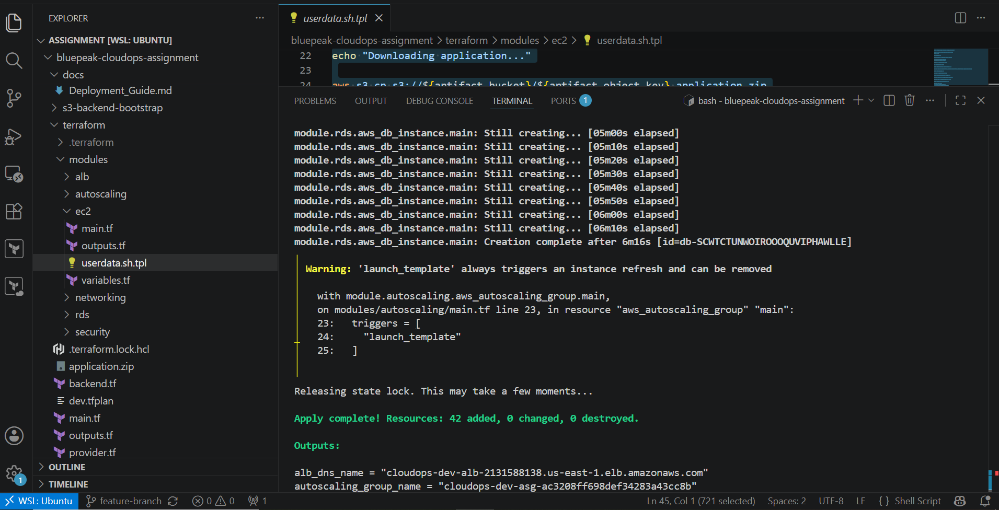 EXPLORER
ASSIGNMENT [WSL: UBUNTU]
bluepeak-cloudops-assignment
docs
Deployment_Guide.md
s3-backend-bootstrap
terraform
.terraform
modules
alb
autoscaling
ec2
main.tf
outputs.tf
userdata.sh.tpl
variables.tf
networking
rds
security
.terraform.lock.hcl
application.zip
backend.tf
dev.tfplan
main.tf
outputs.tf
provider.tf
OUTLINE
TIMELINE
1
userdata.sh.tpl
bluepeak-cloudops-assignment > terraform > modules > ec2 > userdata.sh.tpl
22 echo "Downloading application..."
23
24 aws s3 cp s3://${artifact_bucket}/${artifact_object_key} application.zip
PROBLEMS OUTPUT DEBUG CONSOLE TERMINAL PORTS 1
bash - bluepeak-cloudops-assignment
module.rds.aws_db_instance.main: Still creating... [05m00s elapsed]
module.rds.aws_db_instance.main: Still creating... [05m10s elapsed]
module.rds.aws_db_instance.main: Still creating... [05m20s elapsed]
module.rds.aws_db_instance.main: Still creating... [05m30s elapsed]
module.rds.aws_db_instance.main: Still creating... [05m40s elapsed]
module.rds.aws_db_instance.main: Still creating... [05m50s elapsed]
module.rds.aws_db_instance.main: Still creating... [06m00s elapsed]
module.rds.aws_db_instance.main: Still creating... [06m10s elapsed]
module.rds.aws_db_instance.main: Creation complete after 6m16s [id=db-SCWTCTUNWOIROOOQUVIPHAWLLE]
Warning: 'launch_template' always triggers an instance refresh and can be removed
with module.autoscaling.aws_autoscaling_group.main,
on modules/autoscaling/main.tf line 23, in resource "aws_autoscaling_group" "main":
23: triggers = [
24: "launch_template"
25: ]
Releasing state lock. This may take a few moments...
Apply complete! Resources: 42 added, 0 changed, 0 destroyed.
Outputs:
alb_dns_name = "cloudops-dev-alb-2131588138.us-east-1.elb.amazonaws.com"
autoscaling_group_name = "cloudops-dev-asg-ac3208ff698def34283a43cc8b"
WSL: Ubuntu feature-branch 0 0 1 Ln 45, Col 1 (721 selected) Spaces: 2 UTF-8 LF { } Shell Script